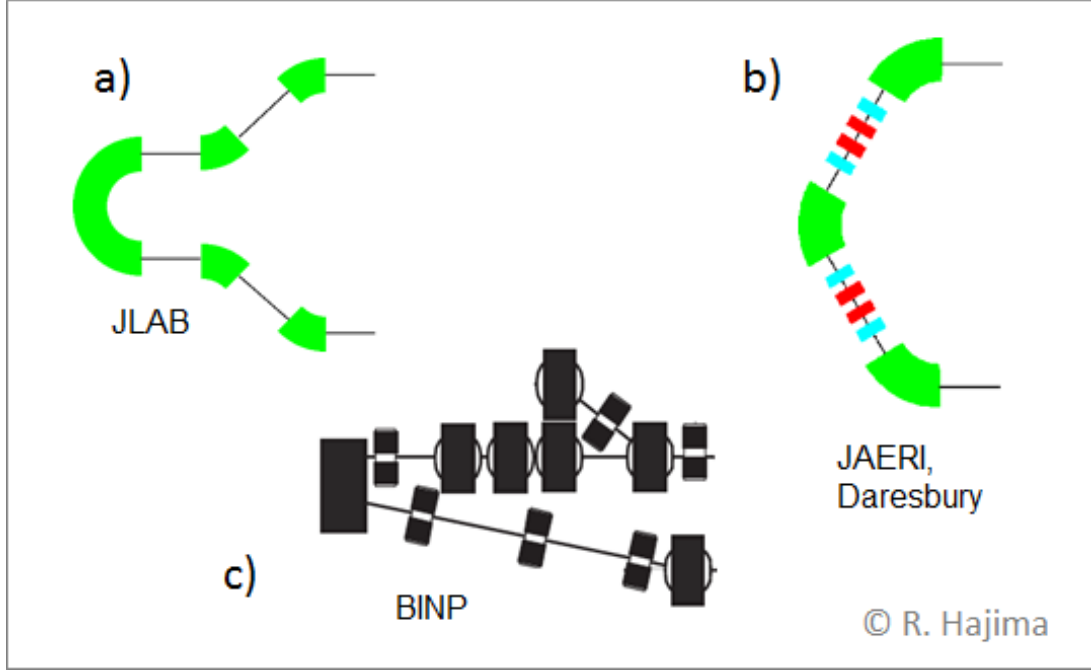 a)
JLAB
b)
JAERI,
Daresbury
c)
BINP
© R. Hajima